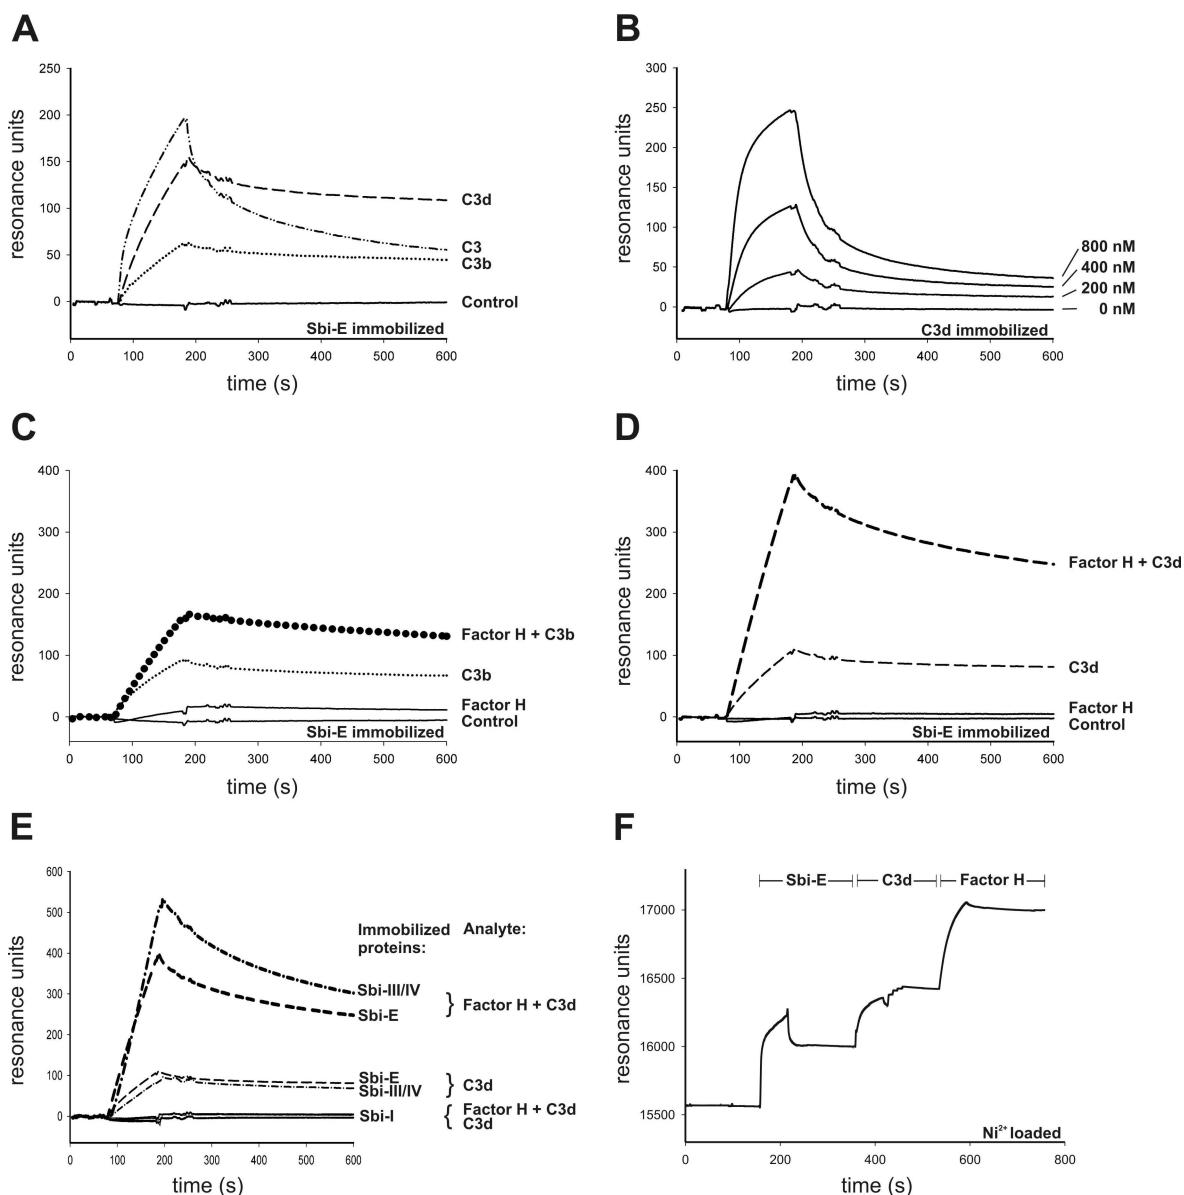 A
250
200
150
100
50
0
resonance units
C3d
C3
C3b
Control
Sbi-E immobilized
0 100 200 300 400 500 600
time (s)
B
300
250
200
150
100
50
0
resonance units
800 nM
400 nM
200 nM
0 nM
C3d immobilized
0 100 200 300 400 500 600
time (s)
C
400
300
200
100
0
resonance units
Factor H + C3b
C3b
Factor H
Control
Sbi-E immobilized
0 100 200 300 400 500 600
time (s)
D
400
300
200
100
0
resonance units
Factor H + C3d
C3d
Factor H
Control
Sbi-E immobilized
0 100 200 300 400 500 600
time (s)
E
600
500
400
300
200
100
0
resonance units
Immobilized Analyte:
proteins:
Sbi-III/IV
Sbi-E
} Factor H + C3d
Sbi-E
Sbi-III/IV
} C3d
Sbi-I { Factor H + C3d
C3d
0 100 200 300 400 500 600
time (s)
F
Sbi-E C3d Factor H
17000
16500
16000
15500
resonance units
Ni²⁺ loaded
0 200 400 600 800
time (s)